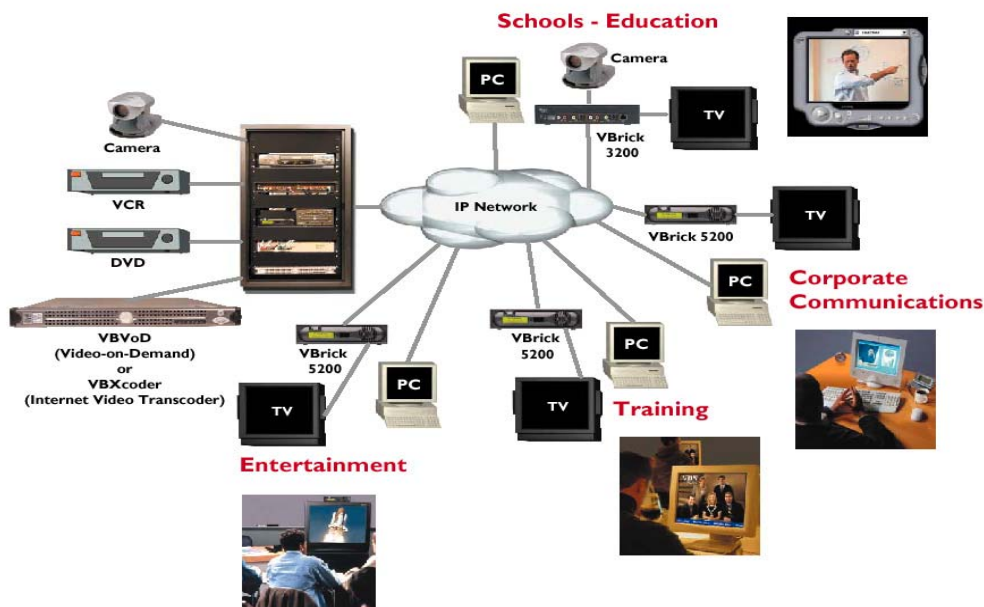 Schools - Education
PC
Camera
VBrick
3200
TV
Camera
VCR
DVD
VBVoD
(Video-on-Demand)
or
VBXcoder
(Internet Video Transcoder)
IP Network
VBrick 5200
TV
PC
Corporate
Communications
VBrick
5200
TV
PC
Entertainment
VBrick
5200
PC
TV
Training